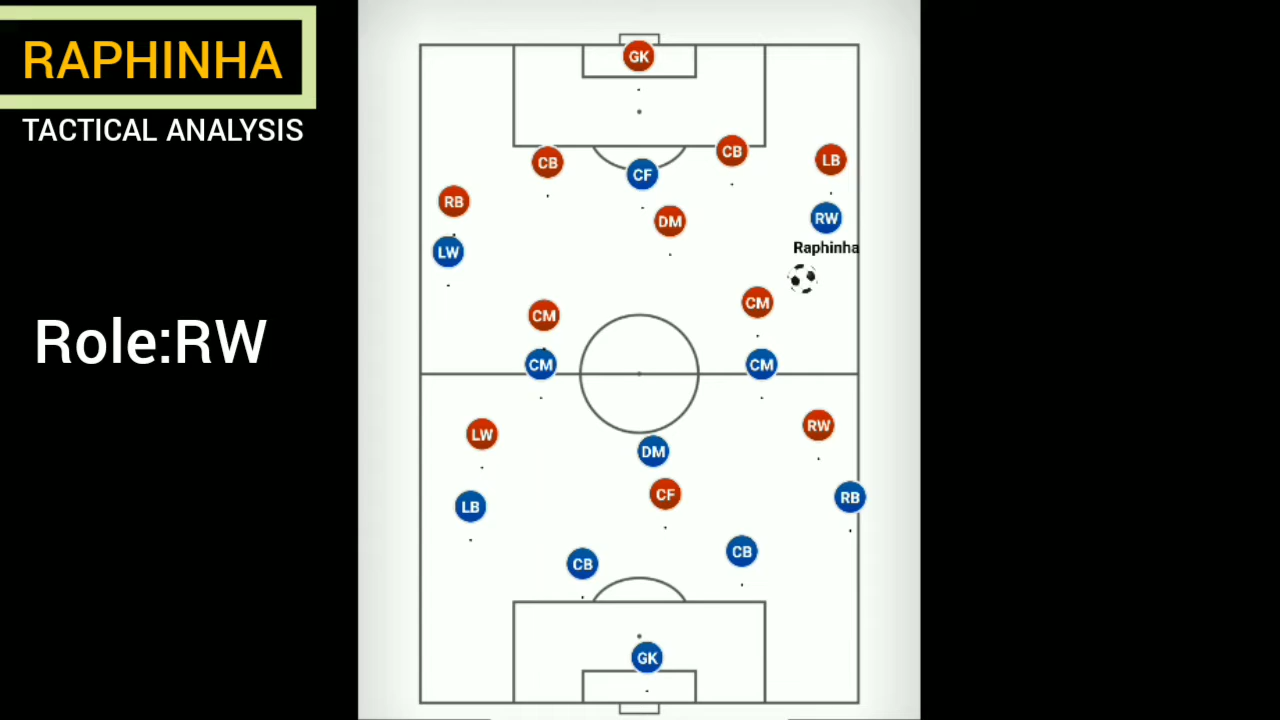 RAPHINHA
TACTICAL ANALYSIS
Role:RW
GK
CB
CB
LB
CF
RB
DM
RW
LW
Raphinha
CM
CM
CM
CM
LW
RW
DM
CF
LB
RB
CB
CB
GK